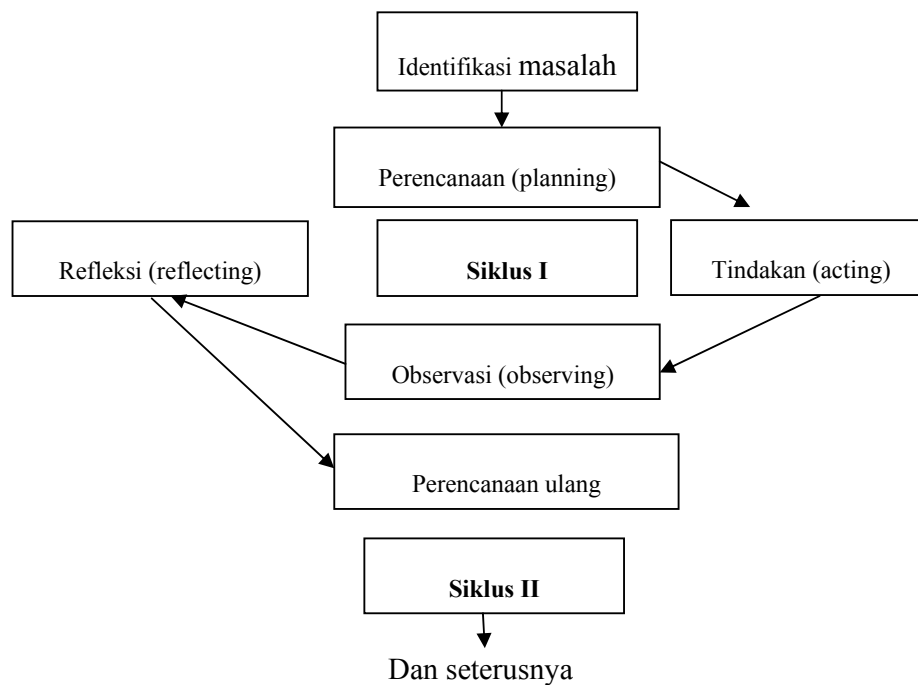 Identifikasi masalah
Perencanaan (planning)
Refleksi (reflecting)
Siklus I
Tindakan (acting)
Observasi (observing)
Perencanaan ulang
Siklus II
Dan seterusnya